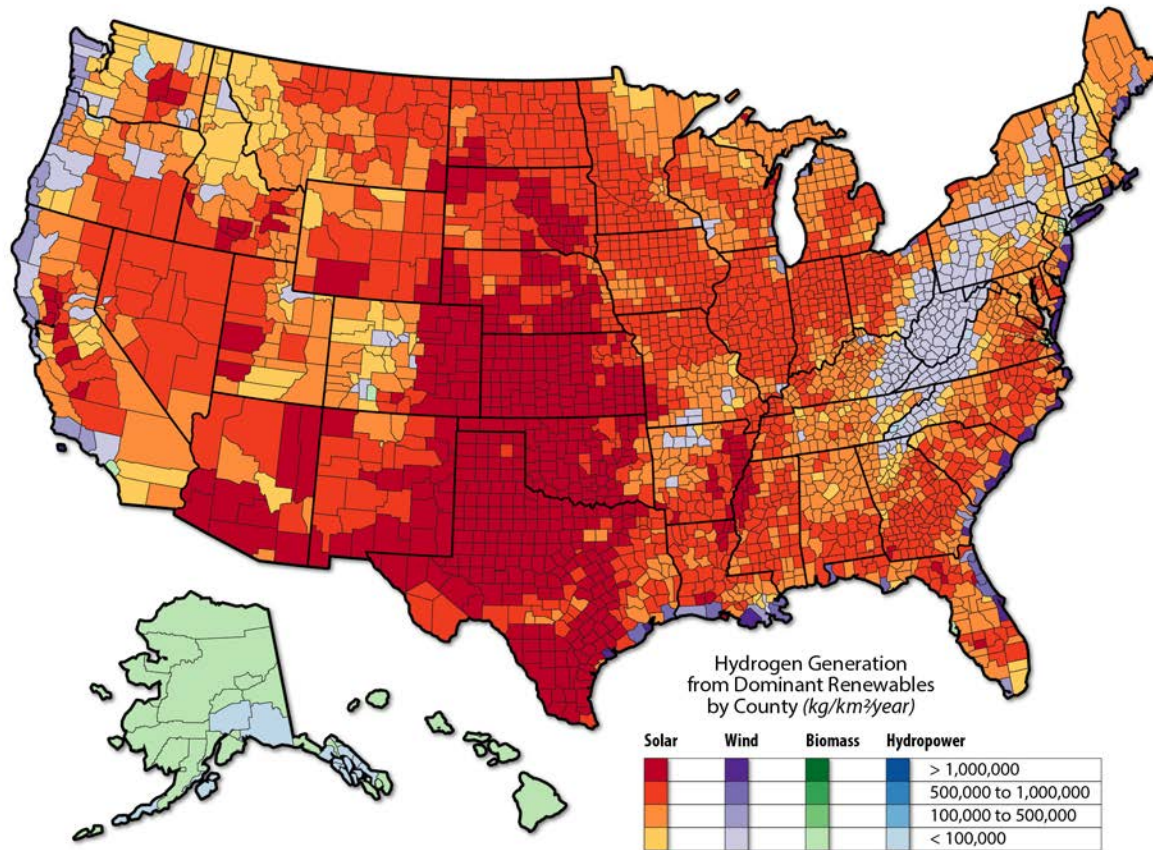 Hydrogen Generation
from Dominant Renewables
by County (kg/km²/year)
Solar Wind Biomass Hydropower
> 1,000,000
500,000 to 1,000,000
100,000 to 500,000
< 100,000